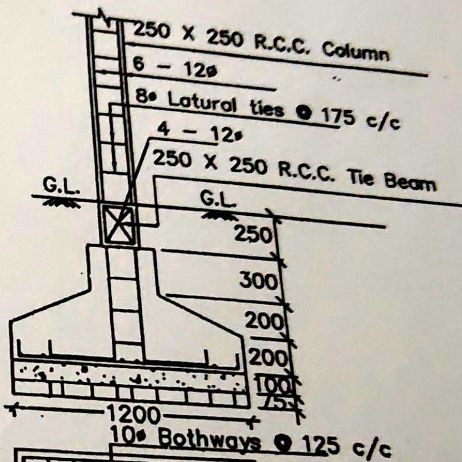 250 X 250 R.C.C. Column
6 - 12ø
8ø Latural ties @ 175 c/c
4 - 12ø
250 X 250 R.C.C. Tie Beam
G.L.
G.L.
250
300
200
200
100
75
1200
10ø Bothways @ 125 c/c